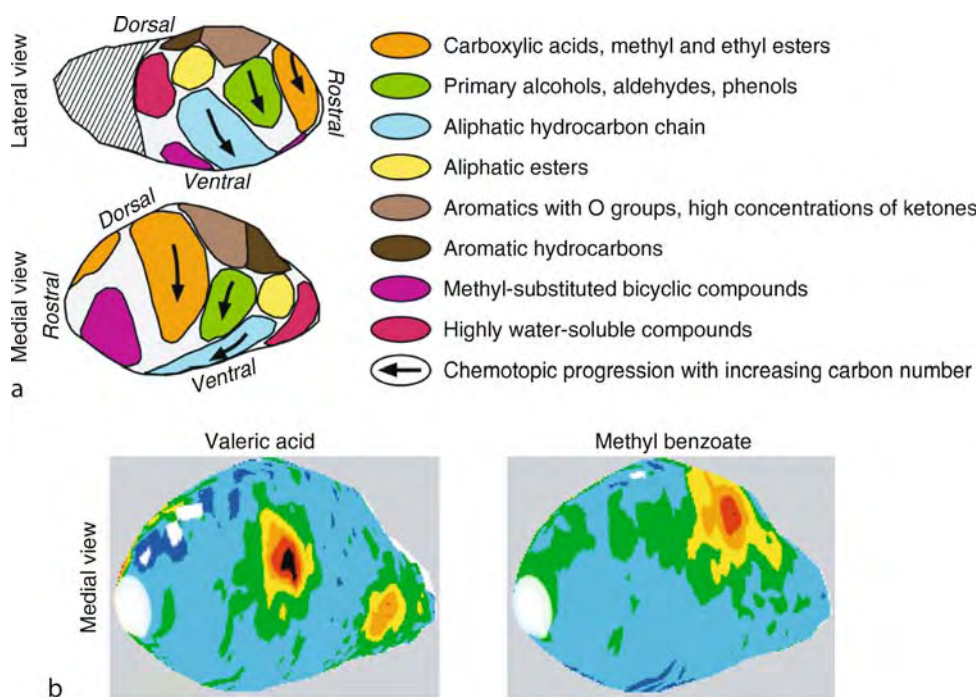 Dorsal
Lateral view
Rostral
Ventral
Dorsal
Medial view
Rostral
Ventral
a
Carboxylic acids, methyl and ethyl esters
Primary alcohols, aldehydes, phenols
Aliphatic hydrocarbon chain
Aliphatic esters
Aromatics with O groups, high concentrations of ketones
Aromatic hydrocarbons
Methyl-substituted bicyclic compounds
Highly water-soluble compounds
Chemotopic progression with increasing carbon number
Valeric acid
Methyl benzoate
Medial view
b